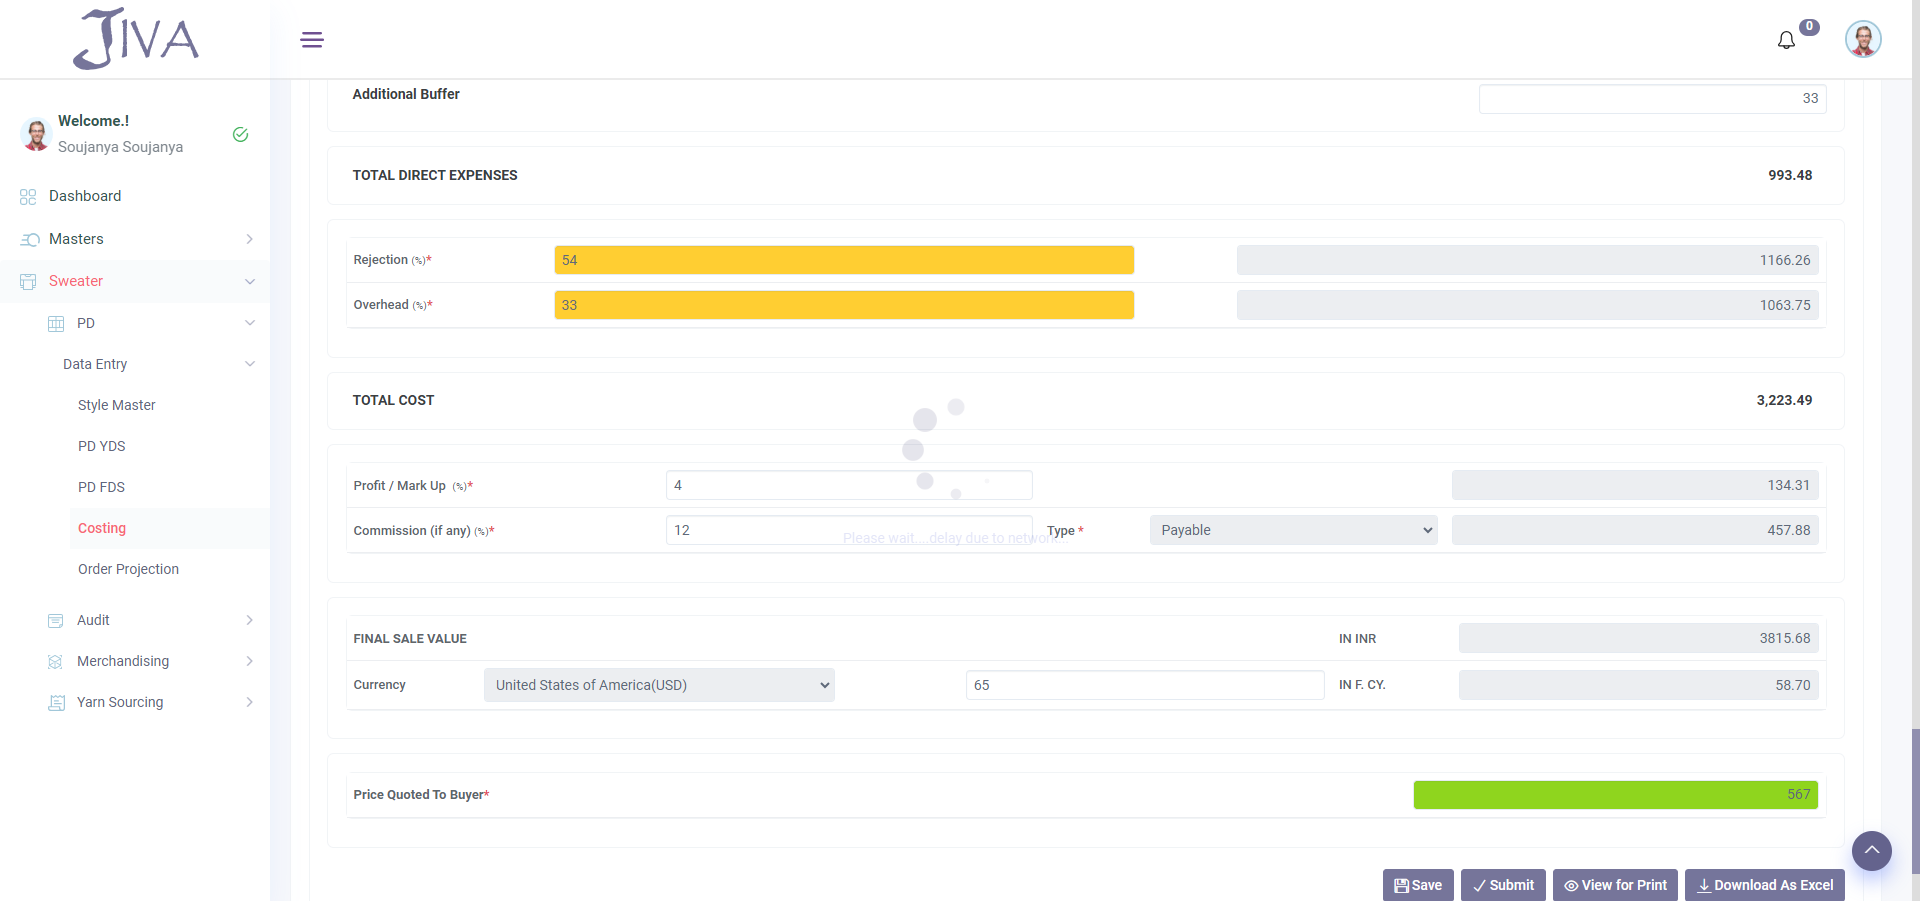 JIVA
0
Welcome.!
Soujanya Soujanya
Dashboard
Masters
Sweater
PD
Data Entry
Style Master
PD YDS
PD FDS
Costing
Order Projection
Audit
Merchandising
Yarn Sourcing
Additional Buffer 33
TOTAL DIRECT EXPENSES 993.48
Rejection (%)* 54 1166.26
Overhead (%)* 33 1063.75
TOTAL COST 3,223.49
Profit / Mark Up (%)* 4 134.31
Commission (if any) (%)* 12 Type * Payable 457.88
Please wait....delay due to network...
FINAL SALE VALUE IN INR 3815.68
Currency United States of America(USD) 65 IN F. CY. 58.70
Price Quoted To Buyer* 567
Save Submit View for Print Download As Excel